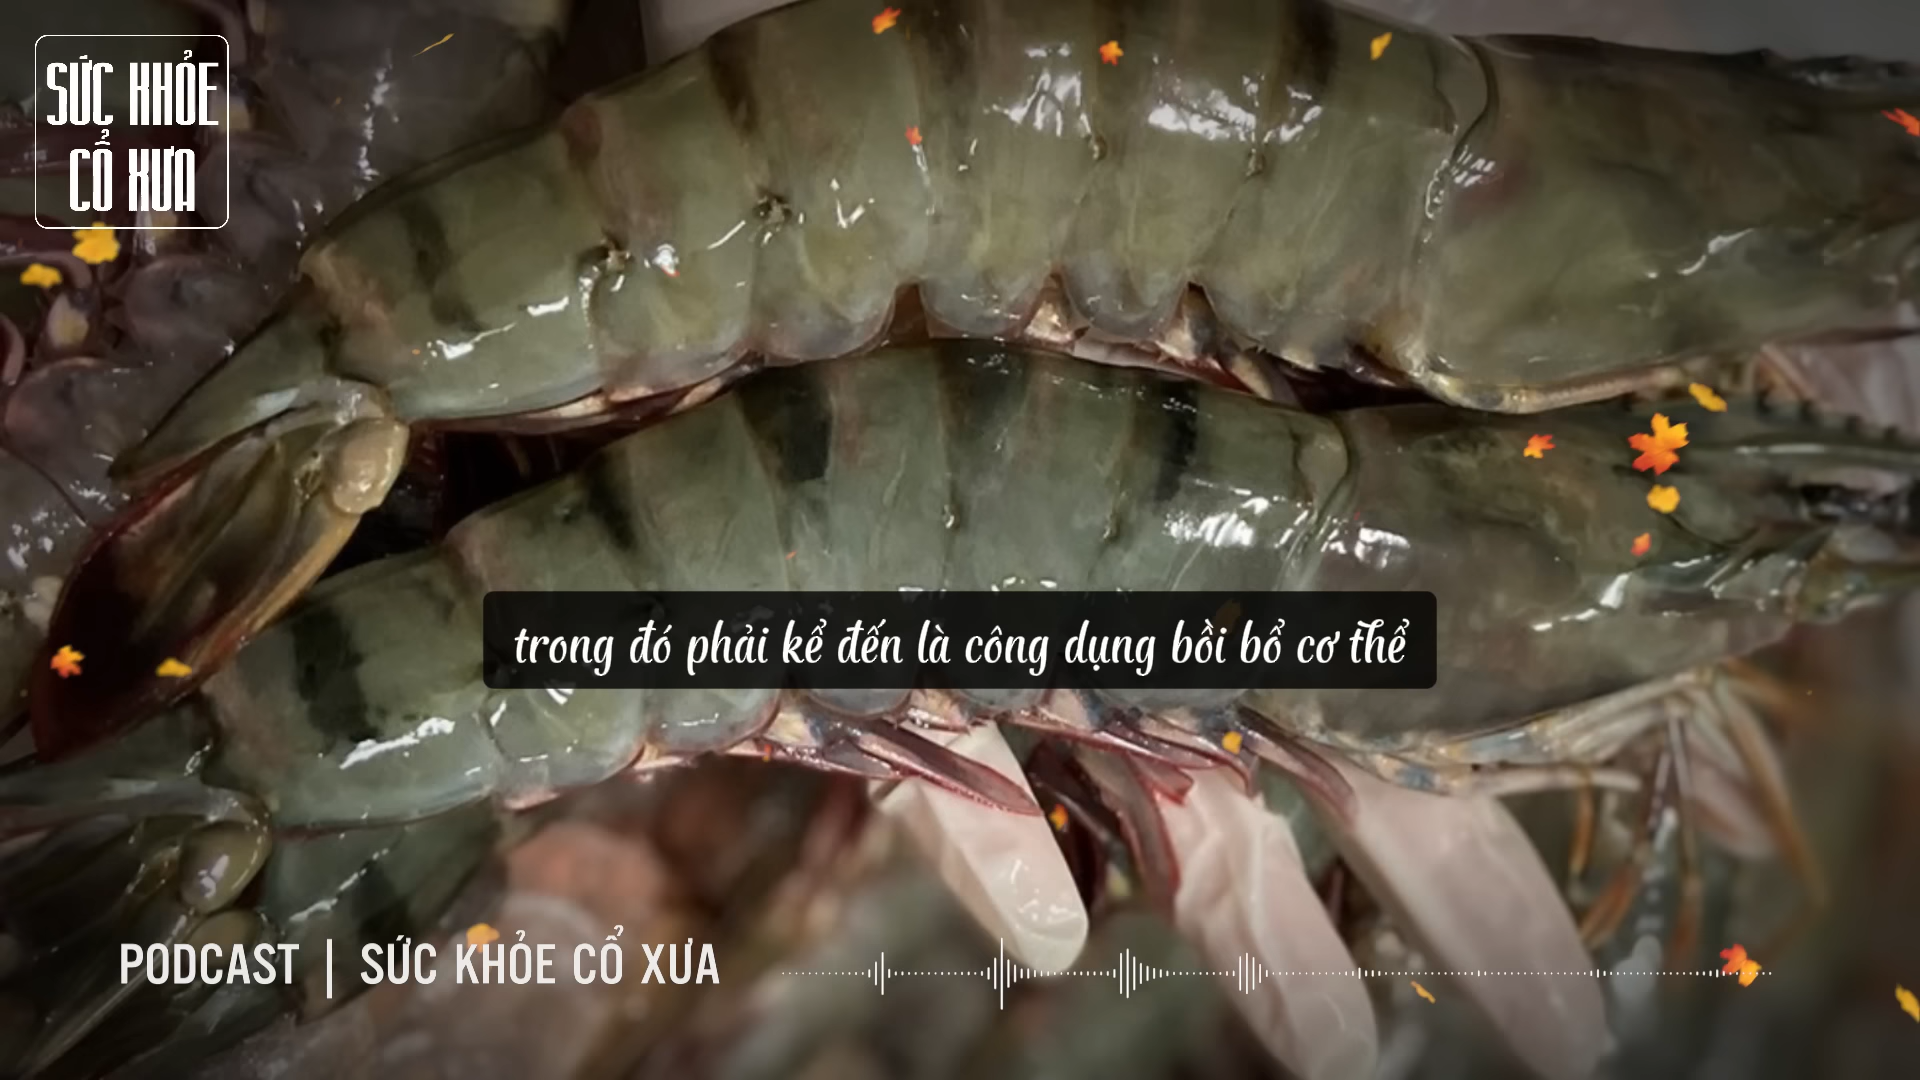 SỨC KHỎE
CỔ XƯA
trong đó phải kể đến là công dụng bồi bổ cơ thể
PODCAST | SỨC KHỎE CỔ XƯA